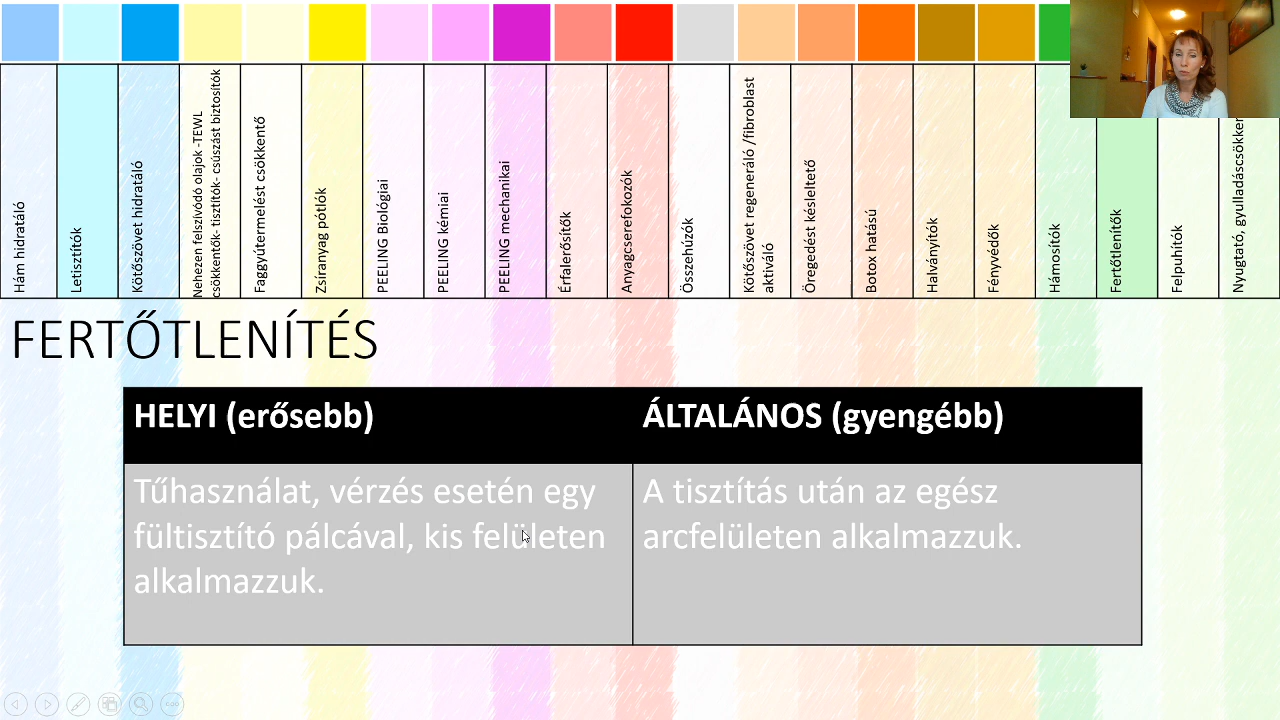 Hám hidratáló
Letisztítók
Kötőszövet hidratáló
Nehezen felszívódó olajok -TEWL
csökkentők- tisztítók- csúszást biztosítók
Faggyútermelést csökkentő
Zsíranyag pótlók
PEELING Biológiai
PEELING kémiai
PEELING mechanikai
Érfalerősítők
Anyagcserefokozók
Összehúzók
Kötőszövet regeneráló /fibroblast
aktiváló
Öregedést késleltető
Botox hatású
Halványítók
Fényvédők
Hámosítók
Fertőtlenítők
Felpuhítók
Nyugtató, gyulladáscsökken
FERTŐTLENÍTÉS
HELYI (erősebb)
ÁLTALÁNOS (gyengébb)
Tűhasználat, vérzés esetén egy
fültisztító pálcával, kis felületen
alkalmazzuk.
A tisztítás után az egész
arcfelületen alkalmazzuk.